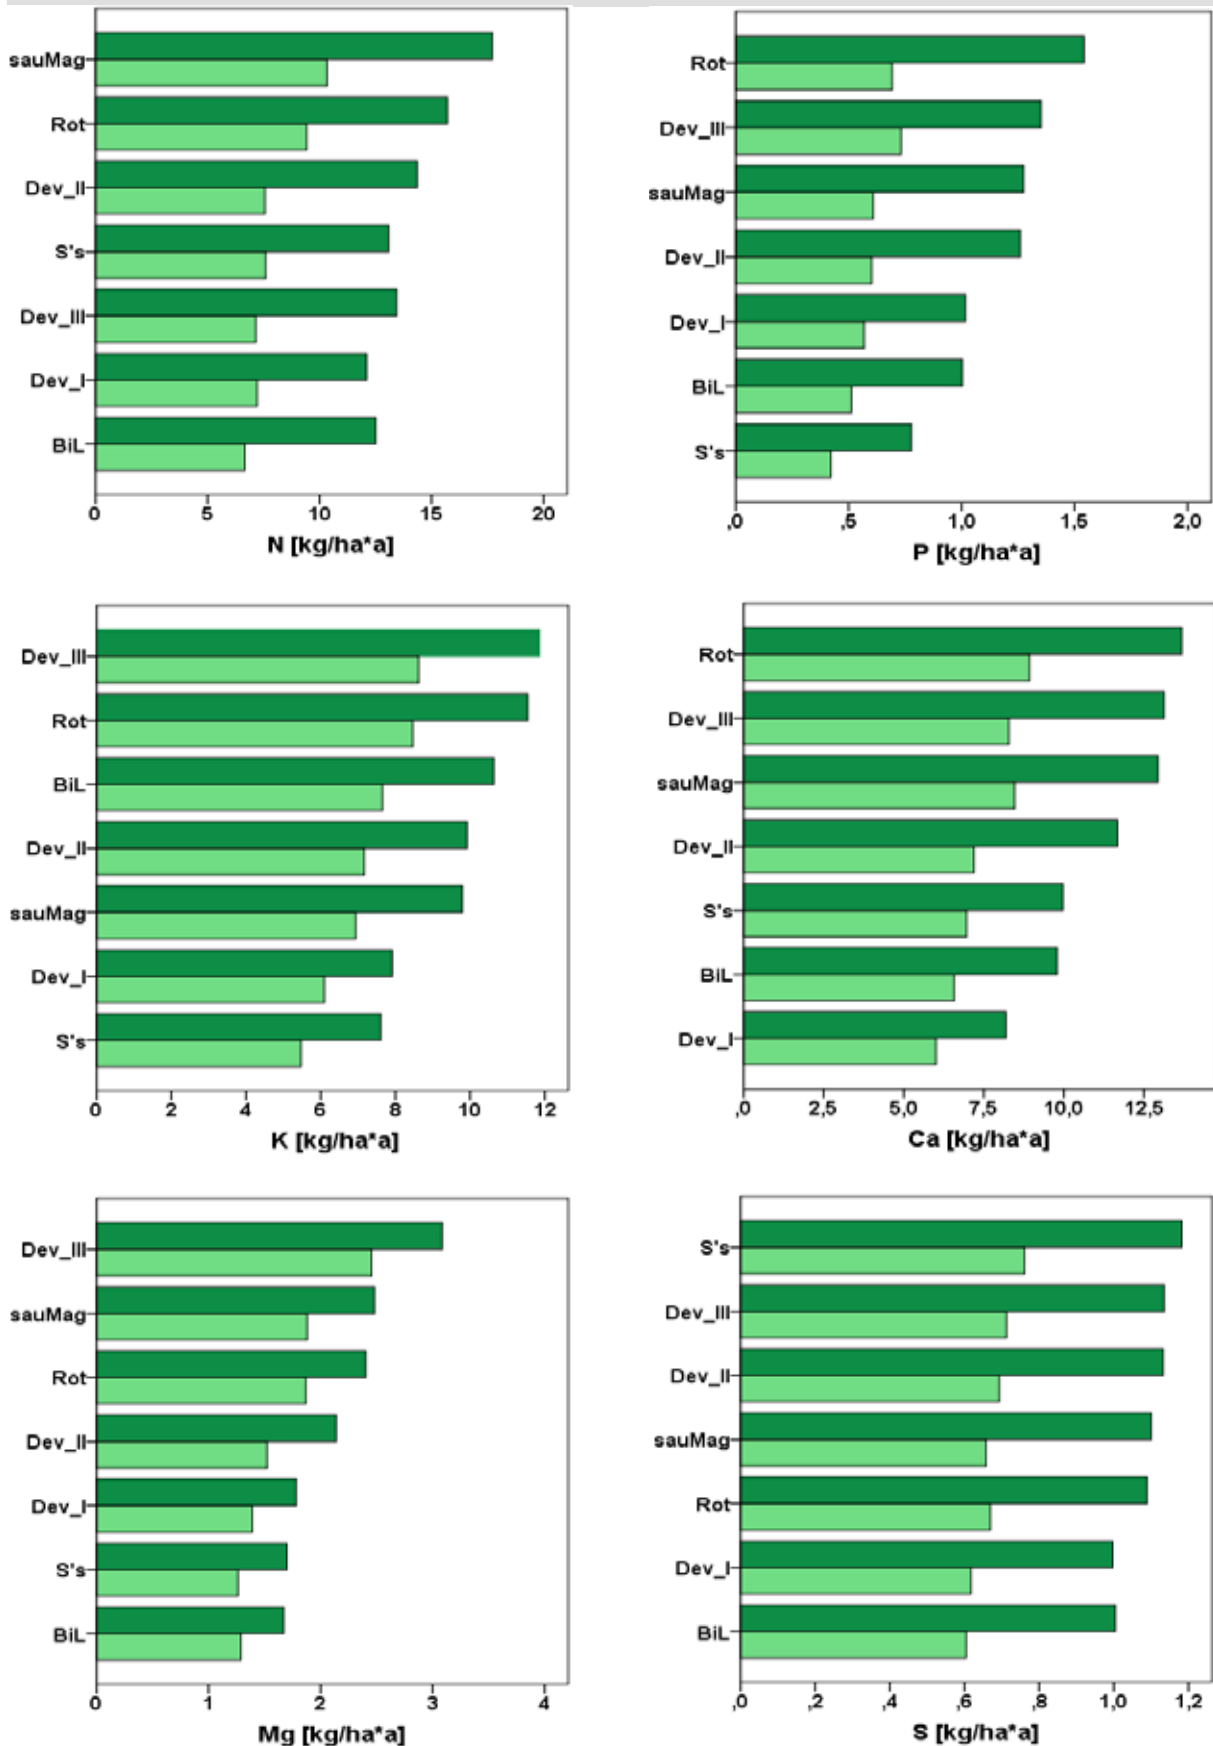 sauMag
Rot
Dev_II
S's
Dev_III
Dev_I
BiL
0 5 10 15 20
N [kg/ha*a]
Rot
Dev_III
sauMag
Dev_II
Dev_I
BiL
S's
,0 ,5 1,0 1,5 2,0
P [kg/ha*a]
Dev_III
Rot
BiL
Dev_II
sauMag
Dev_I
S's
0 2 4 6 8 10 12
K [kg/ha*a]
Rot
Dev_III
sauMag
Dev_II
S's
BiL
Dev_I
,0 2,5 5,0 7,5 10,0 12,5
Ca [kg/ha*a]
Dev_III
sauMag
Rot
Dev_II
Dev_I
S's
BiL
0 1 2 3 4
Mg [kg/ha*a]
S's
Dev_III
Dev_II
sauMag
Rot
Dev_I
BiL
,0 ,2 ,4 ,6 ,8 1,0 1,2
S [kg/ha*a]